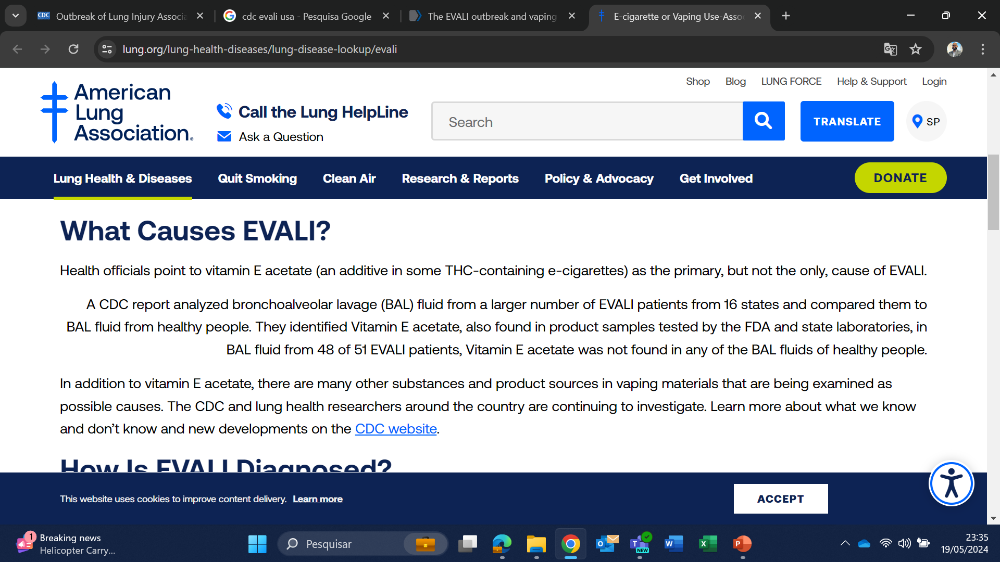 CDC Outbreak of Lung Injury Associa
cdc evali usa - Pesquisa Google
The EVALI outbreak and vaping
E-cigarette or Vaping Use-Asso
lung.org/lung-health-diseases/lung-disease-lookup/evali
Shop Blog LUNG FORCE Help & Support Login
American
Lung
Association®
Call the Lung HelpLine
Ask a Question
Search
TRANSLATE
SP
Lung Health & Diseases Quit Smoking Clean Air Research & Reports Policy & Advocacy Get Involved DONATE
What Causes EVALI?
Health officials point to vitamin E acetate (an additive in some THC-containing e-cigarettes) as the primary, but not the only, cause of EVALI.
A CDC report analyzed bronchoalveolar lavage (BAL) fluid from a larger number of EVALI patients from 16 states and compared them to
BAL fluid from healthy people. They identified Vitamin E acetate, also found in product samples tested by the FDA and state laboratories, in
BAL fluid from 48 of 51 EVALI patients, Vitamin E acetate was not found in any of the BAL fluids of healthy people.
In addition to vitamin E acetate, there are many other substances and product sources in vaping materials that are being examined as
possible causes. The CDC and lung health researchers around the country are continuing to investigate. Learn more about what we know
and don’t know and new developments on the CDC website.
How Is EVALI Diagnosed?
This website uses cookies to improve content delivery. Learn more
ACCEPT
1
Breaking news
Helicopter Carry...
Pesquisar
NEW
23:35
19/05/2024